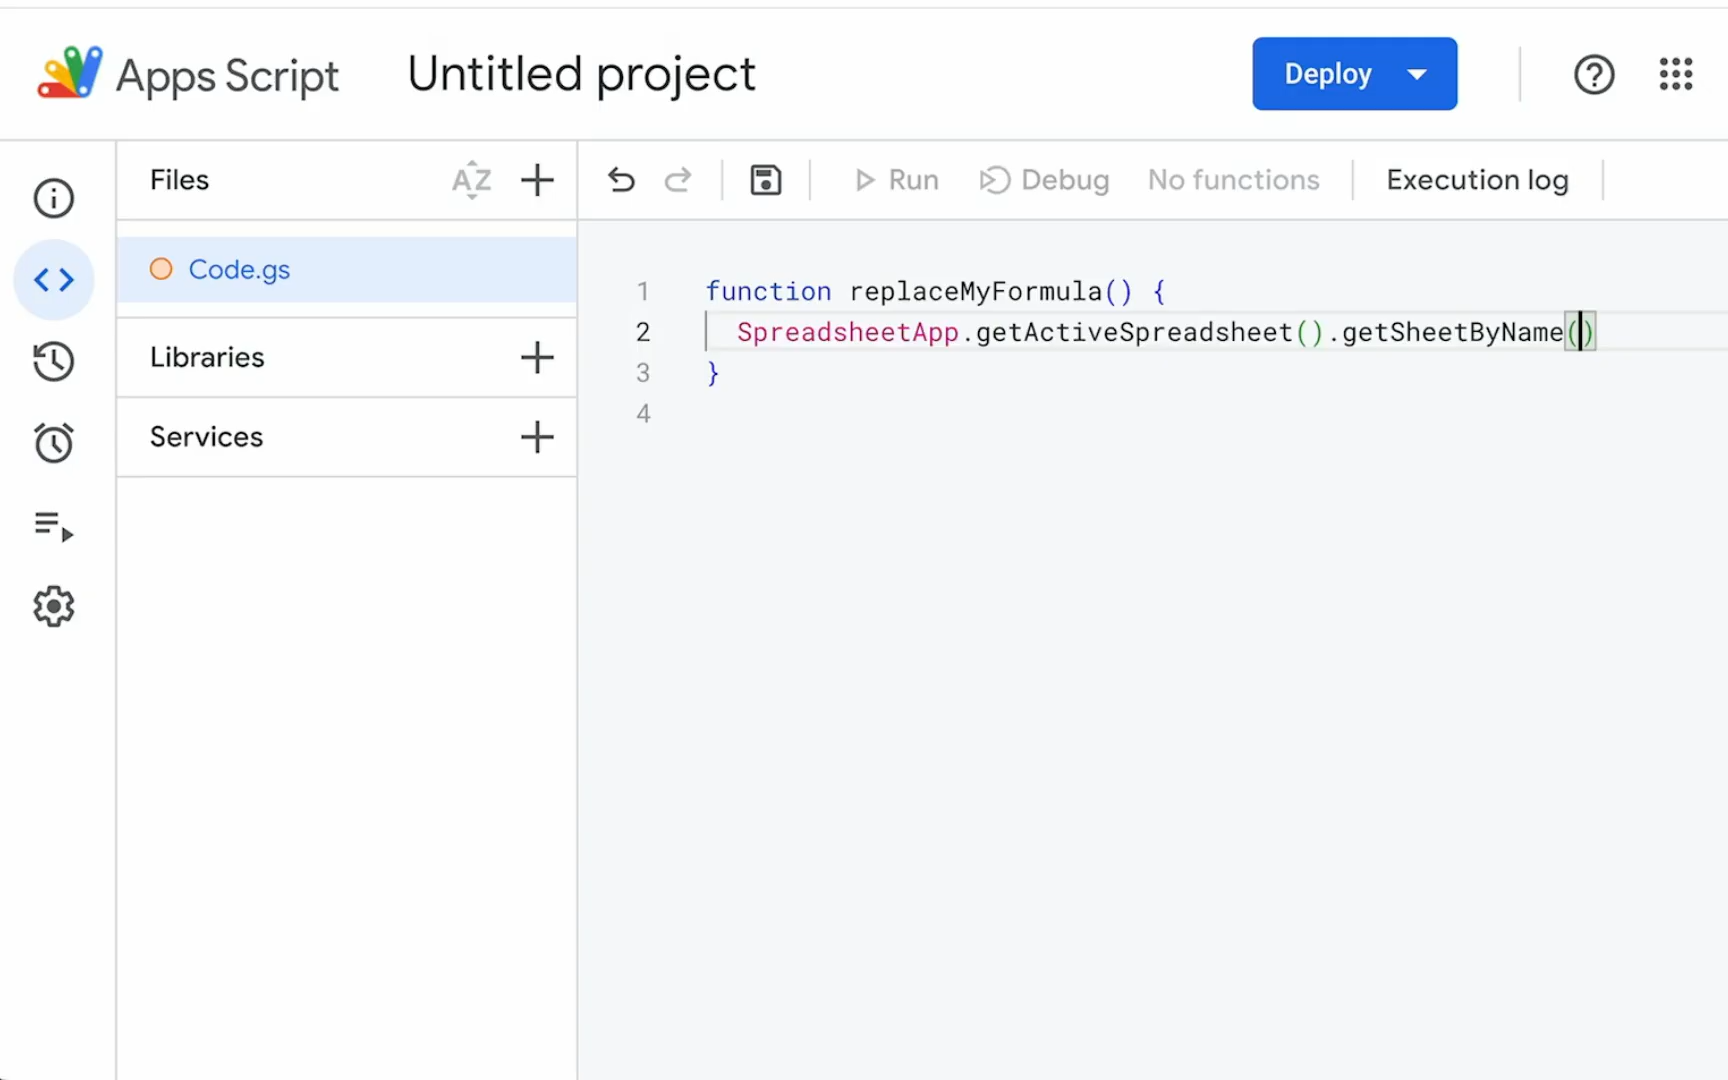 Apps Script
Untitled project
Deploy
Files
AZ
Run
Debug
No functions
Execution log
Code.gs
Libraries
Services
1 function replaceMyFormula() {
2 SpreadsheetApp.getActiveSpreadsheet().getSheetByName()
3 }
4